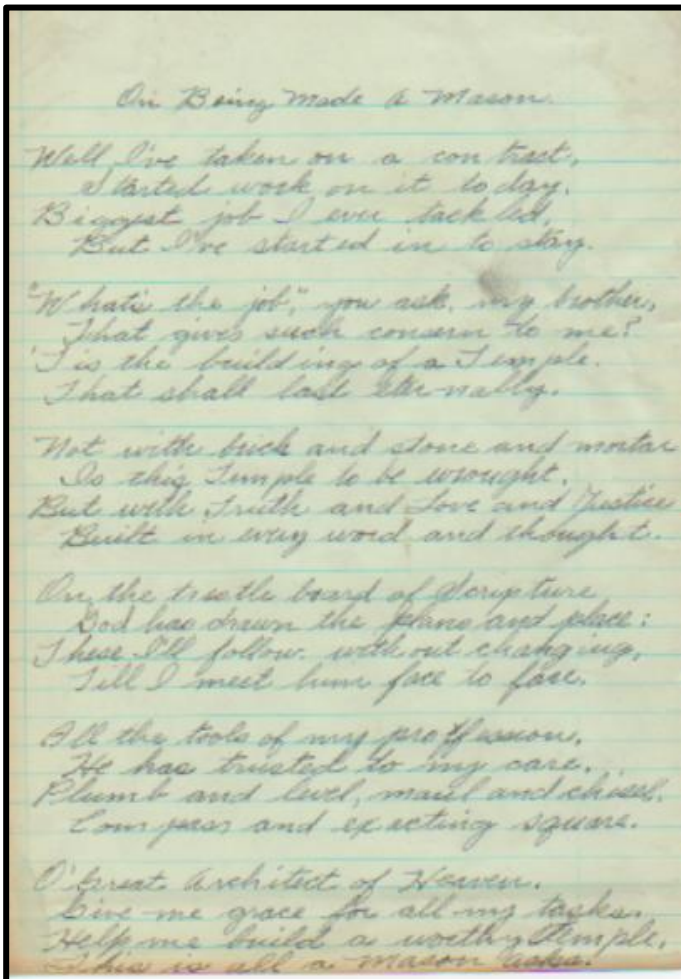 On Being Made A Mason.
Well, I've taken on a contract,
Started work on it today.
Biggest job I ever tackled,
But I've started in to stay.
"What's the job," you ask, my brother,
That gives such concern to me?
'Tis the building of a Temple.
That shall last eternally.
Not with brick and stone and mortar
Is this Temple to be wrought.
But with Truth and Love and Justice
Built in every word and thought.
On the trestle board of Scripture
God has drawn the plans and place;
These I'll follow without changing,
Till I meet him face to face.
All the tools of my proffession,
He has trusted to my care.
Plumb and level, maul and chisel,
Compass and exacting square.
O' Great Architect of Heaven.
Give me grace for all my tasks.
Help me build a worthy Temple.
This is all a Mason asks.